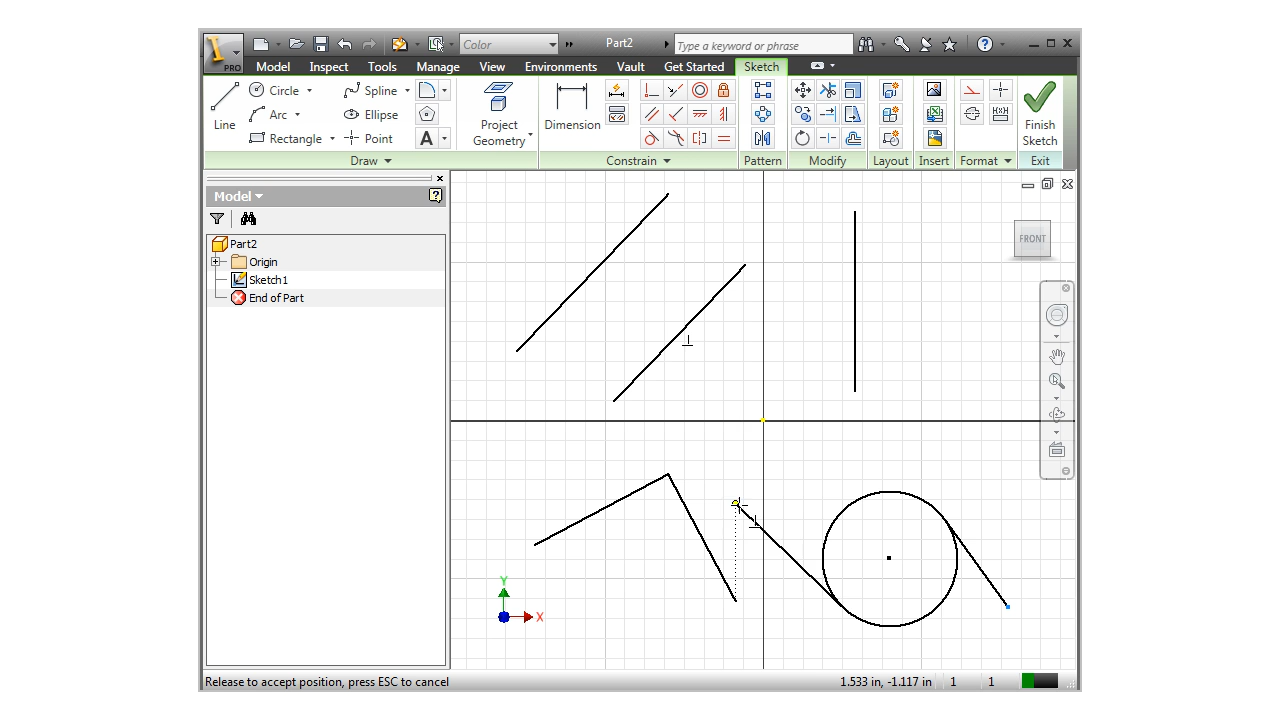 Color
Part2
Type a keyword or phrase
PRO
Model Inspect Tools Manage View Environments Vault Get Started Sketch
Line
Circle
Arc
Rectangle
Spline
Ellipse
A
Point
Project
Geometry
Dimension
Finish
Sketch
Draw
Constrain
Pattern
Modify
Layout
Insert
Format
Exit
Model
Part2
Origin
Sketch1
End of Part
FRONT
Y
X
Release to accept position, press ESC to cancel
1.533 in, -1.117 in 1 1